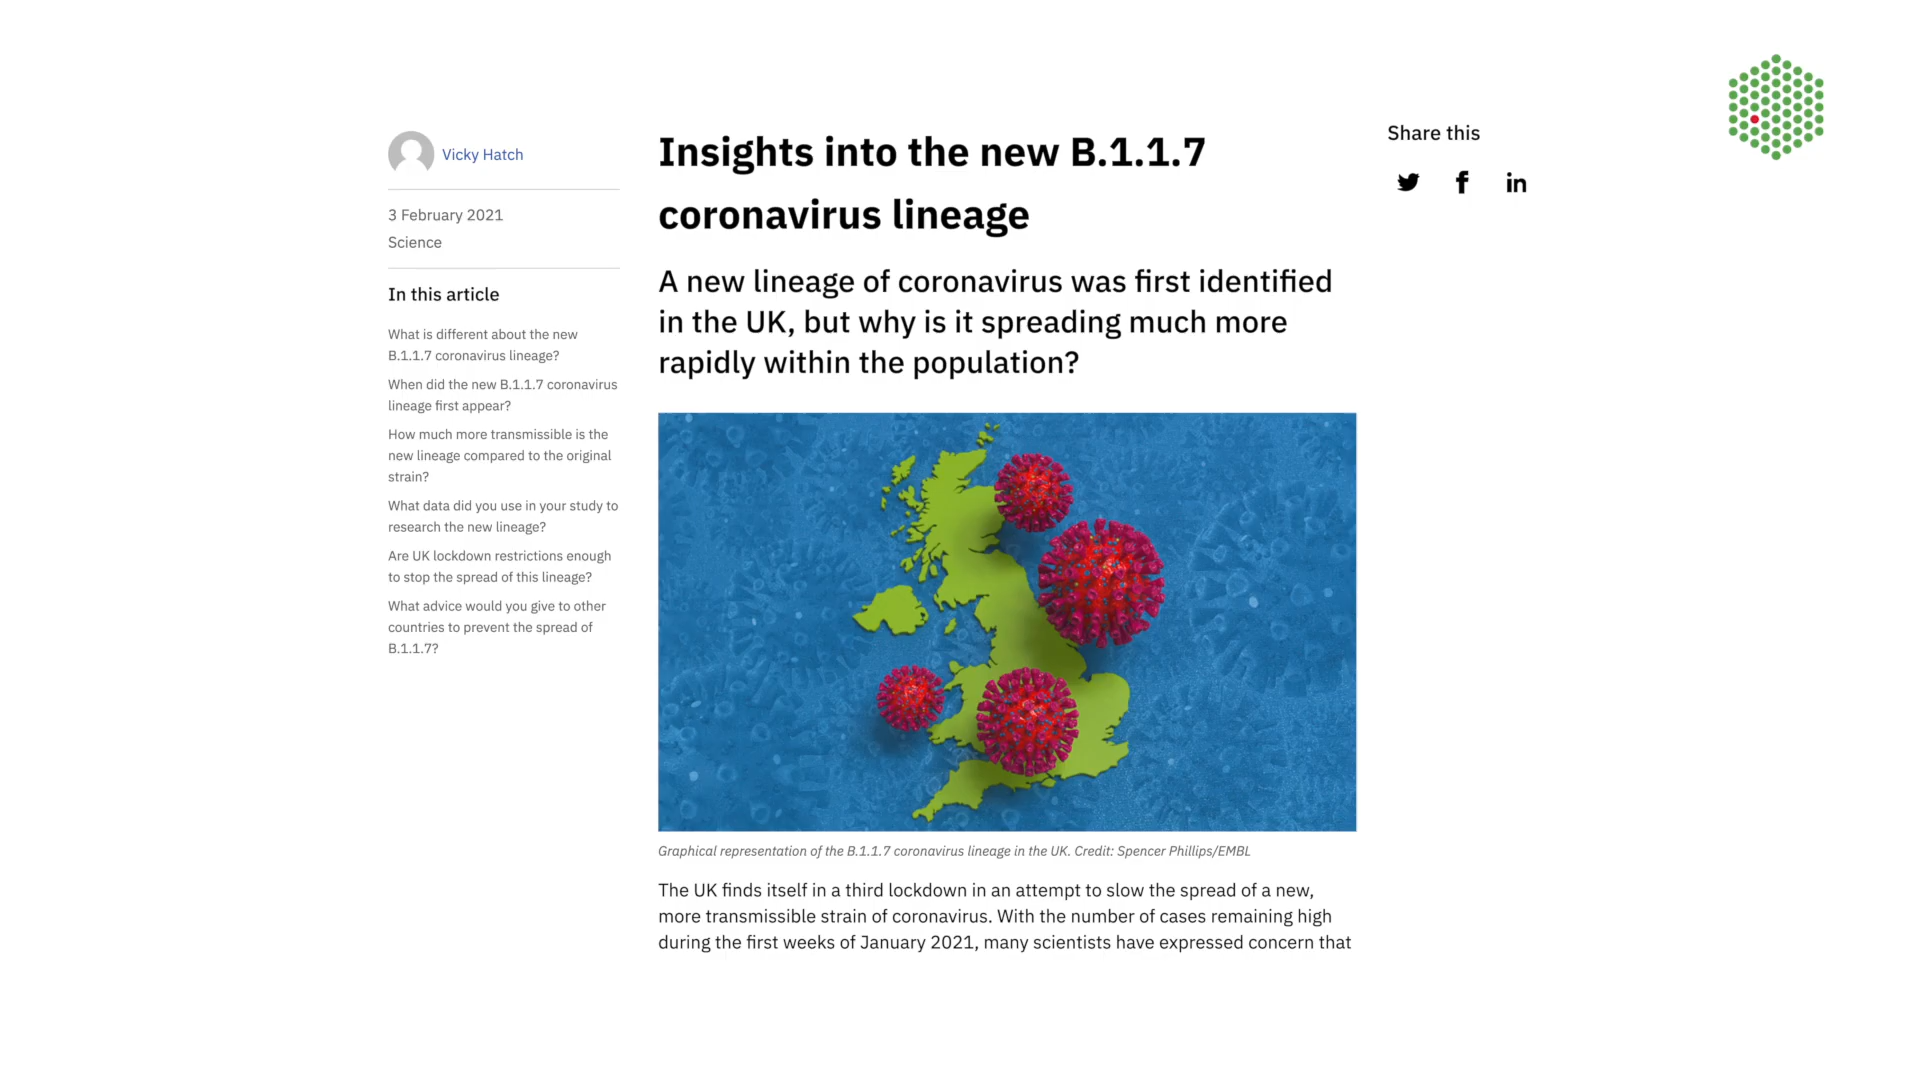 Vicky Hatch
3 February 2021
Science
In this article
What is different about the new
B.1.1.7 coronavirus lineage?
When did the new B.1.1.7 coronavirus
lineage first appear?
How much more transmissible is the
new lineage compared to the original
strain?
What data did you use in your study to
research the new lineage?
Are UK lockdown restrictions enough
to stop the spread of this lineage?
What advice would you give to other
countries to prevent the spread of
B.1.1.7?
Insights into the new B.1.1.7
coronavirus lineage
A new lineage of coronavirus was first identified
in the UK, but why is it spreading much more
rapidly within the population?
Graphical representation of the B.1.1.7 coronavirus lineage in the UK. Credit: Spencer Phillips/EMBL
The UK finds itself in a third lockdown in an attempt to slow the spread of a new,
more transmissible strain of coronavirus. With the number of cases remaining high
during the first weeks of January 2021, many scientists have expressed concern that
Share this